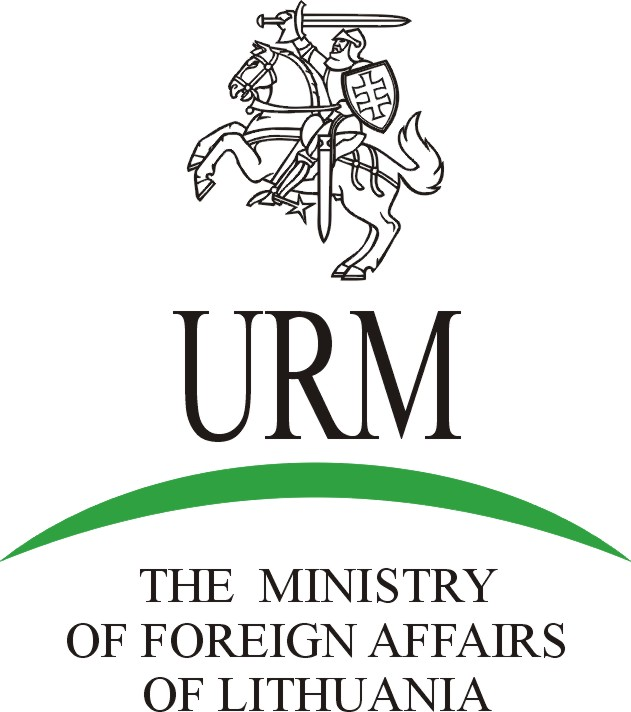 URM
THE MINISTRY
OF FOREIGN AFFAIRS
OF LITHUANIA